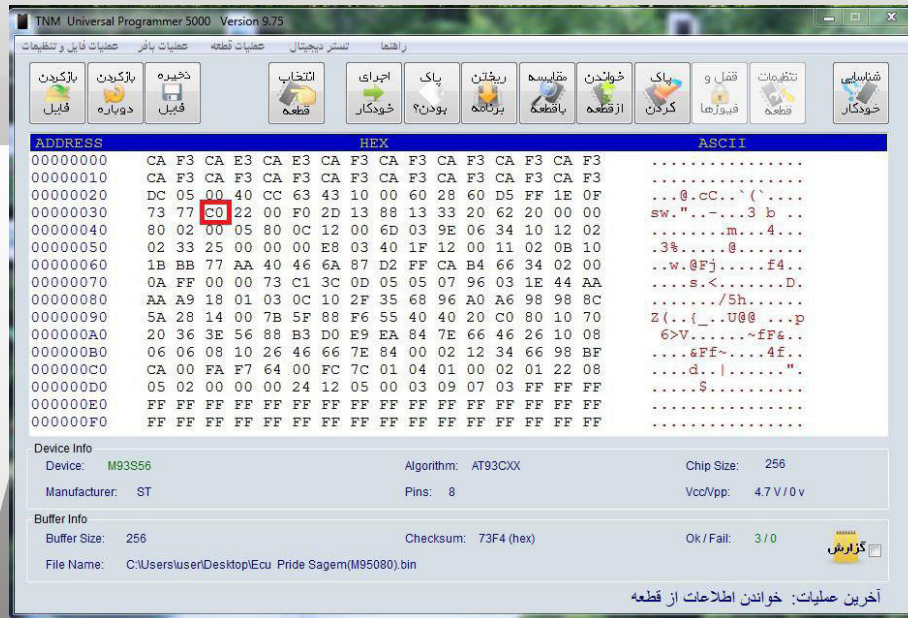 TNM Universal Programmer 5000 Version 9.75
عملیات فایل و تنظیمات عملیات بافر عملیات قطعه تستر دیجیتال راهنما
بازکردن فایل
بازکردن دوباره
ذخیره فایل
انتخاب قطعه
اجرای خودکار
پاک بودن؟
ریختن برنامه
مقایسه باقطعه
خواندن ازقطعه
پاک کردن
قفل و فیوزها
تنظیمات قطعه
شناسایی خودکار
ADDRESS HEX ASCII
00000000 CA F3 CA E3 CA E3 CA F3 CA F3 CA F3 CA F3 CA F3 ................
00000010 CA F3 CA F3 CA F3 CA F3 CA F3 CA F3 CA F3 CA F3 ................
00000020 DC 05 00 40 CC 63 43 10 00 60 28 60 D5 FF 1E 0F ...@.cC..`(`....
00000030 73 77 C0 22 00 F0 2D 13 88 13 33 20 62 20 00 00 sw."..-...3 b ..
00000040 80 02 00 05 80 0C 12 00 6D 03 9E 06 34 10 12 02 ........m...4...
00000050 02 33 25 00 00 00 E8 03 40 1F 12 00 11 02 0B 10 .3%.....@.......
00000060 1B BB 77 AA 40 46 6A 87 D2 FF CA B4 66 34 02 00 ..w.@Fj.....f4..
00000070 0A FF 00 00 73 C1 3C 0D 05 05 07 96 03 1E 44 AA ....s.<.......D.
00000080 AA A9 18 01 03 0C 10 2F 35 68 96 A0 A6 98 98 8C ......./5h......
00000090 5A 28 14 00 7B 5F 88 F6 55 40 40 20 C0 80 10 70 Z(..{_..U@@ ...p
000000A0 20 36 3E 56 88 B3 D0 E9 EA 84 7E 66 46 26 10 08 6>V.......~fF&..
000000B0 06 06 08 10 26 46 66 7E 84 00 02 12 34 66 98 BF ....&Ff~....4f..
000000C0 CA 00 FA F7 64 00 FC 7C 01 04 01 00 02 01 22 08 ....d..|......".
000000D0 05 02 00 00 00 24 12 05 00 03 09 07 03 FF FF FF .....$..........
000000E0 FF FF FF FF FF FF FF FF FF FF FF FF FF FF FF FF ................
000000F0 FF FF FF FF FF FF FF FF FF FF FF FF FF FF FF FF ................
Device Info
Device: M93S56 Algorithm: AT93CXX Chip Size: 256
Manufacturer: ST Pins: 8 Vcc/Vpp: 4.7 V / 0 v
Buffer Info
Buffer Size: 256 Checksum: 73F4 (hex) Ok / Fail: 3 / 0
File Name: C:\Users\user\Desktop\Ecu Pride Sagem(M95080).bin
گزارش
آخرین عملیات: خواندن اطلاعات از قطعه